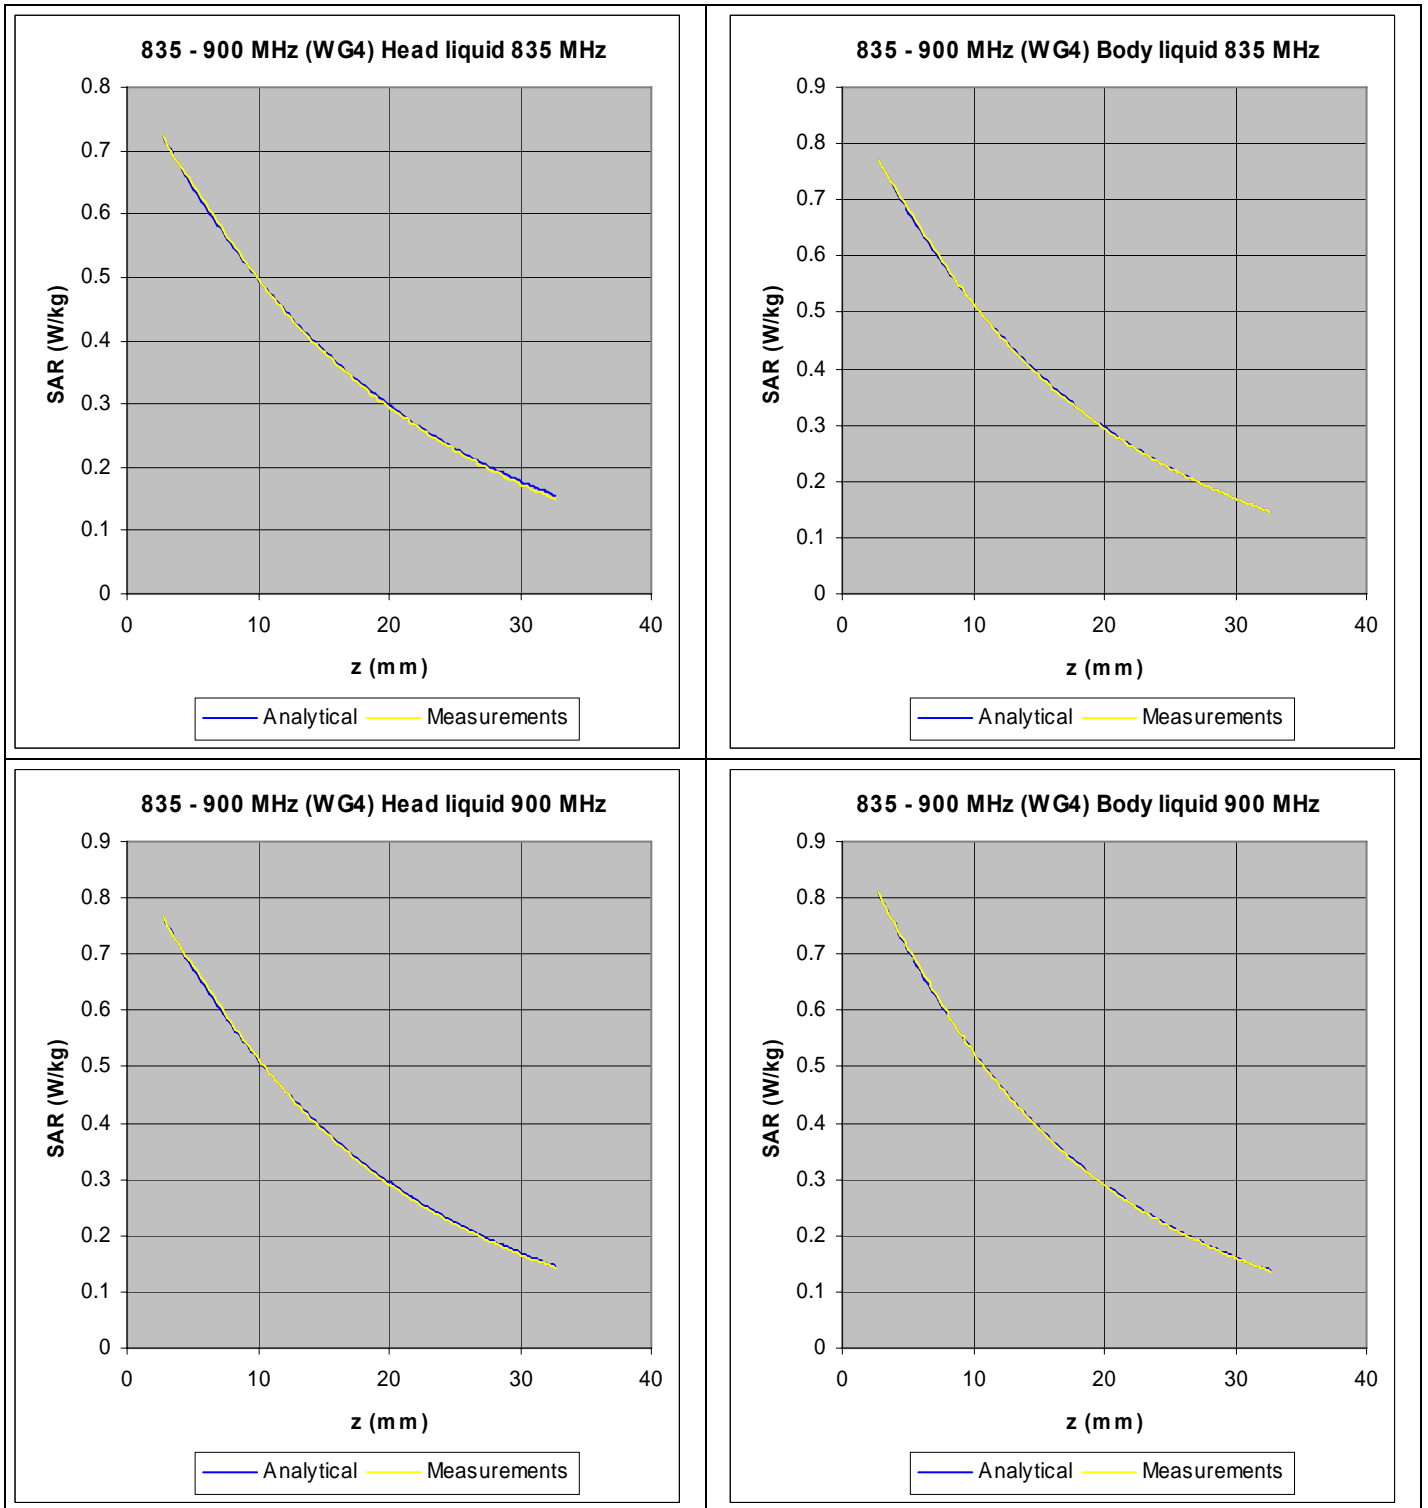 835 - 900 MHz (WG4) Head liquid 835 MHz
0.8
0.7
0.6
0.5
0.4
0.3
0.2
0.1
0
SAR (W/kg)
0 10 20 30 40
z (mm)
Analytical Measurements
835 - 900 MHz (WG4) Body liquid 835 MHz
0.9
0.8
0.7
0.6
0.5
0.4
0.3
0.2
0.1
0
SAR (W/kg)
0 10 20 30 40
z (mm)
Analytical Measurements
835 - 900 MHz (WG4) Head liquid 900 MHz
0.9
0.8
0.7
0.6
0.5
0.4
0.3
0.2
0.1
0
SAR (W/kg)
0 10 20 30 40
z (mm)
Analytical Measurements
835 - 900 MHz (WG4) Body liquid 900 MHz
0.9
0.8
0.7
0.6
0.5
0.4
0.3
0.2
0.1
0
SAR (W/kg)
0 10 20 30 40
z (mm)
Analytical Measurements